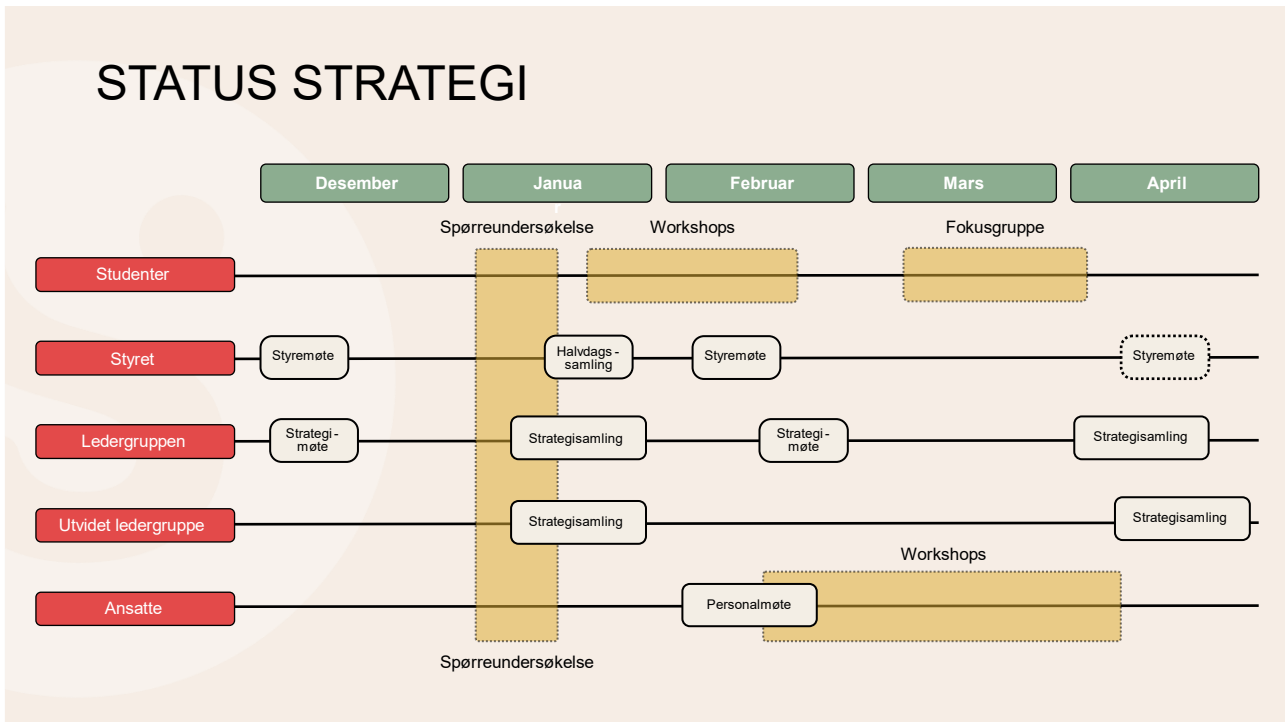 STATUS STRATEGI
Desember
Janua
r
Februar
Mars
April
Spørreundersøkelse
Workshops
Fokusgruppe
Studenter
Styret
Styremøte
Halvdags-
samling
Styremøte
Styremøte
Ledergruppen
Strategi-
møte
Strategisamling
Strategi-
møte
Strategisamling
Utvidet ledergruppe
Strategisamling
Strategisamling
Workshops
Ansatte
Personalmøte
Spørreundersøkelse